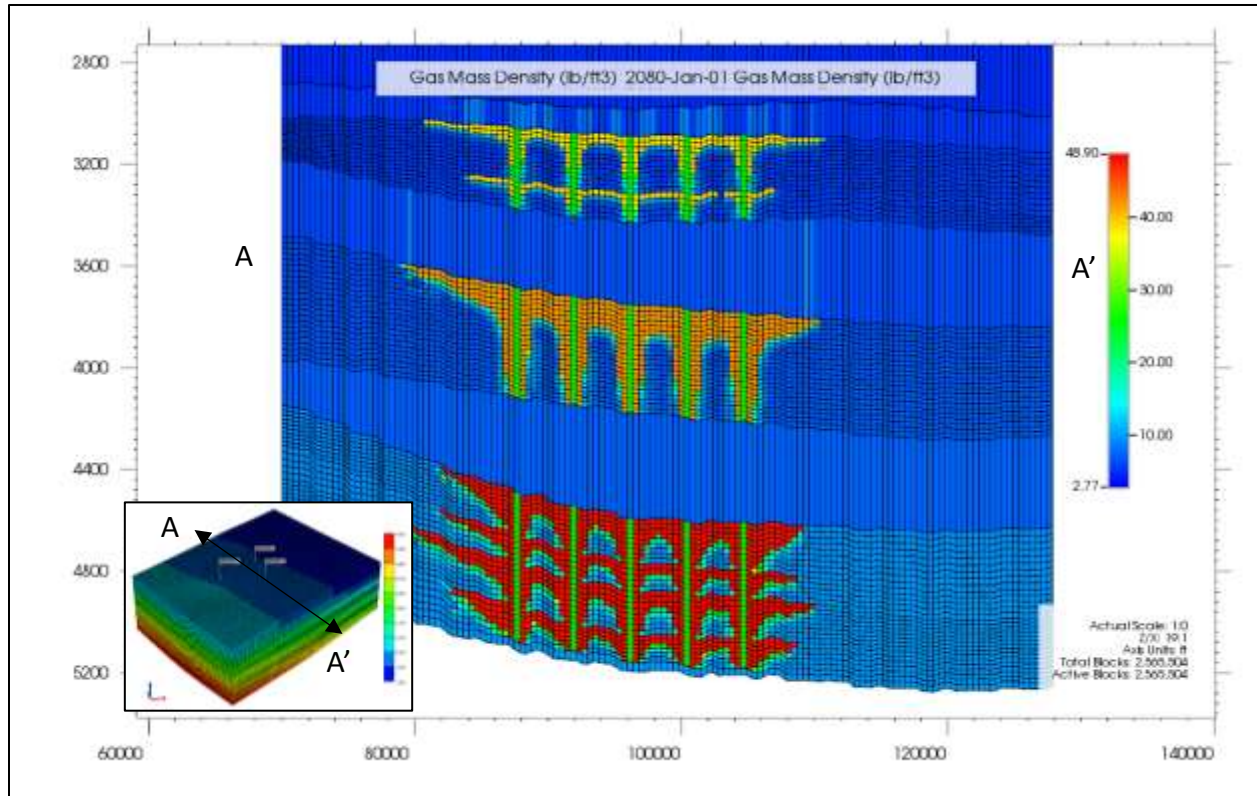 Gas Mass Density (lb/ft3) 2080-Jan-01 Gas Mass Density (lb/ft3)
2800
3200
3600
4000
4400
4800
5200
A
A'
48.90
40.00
30.00
20.00
10.00
2.77
A
A'
Actual Scale: 1:0
Z/X: 19:1
Axis Units: ft
Total Blocks: 2,565,504
Active Blocks: 2,565,504
60000
80000
100000
120000
140000